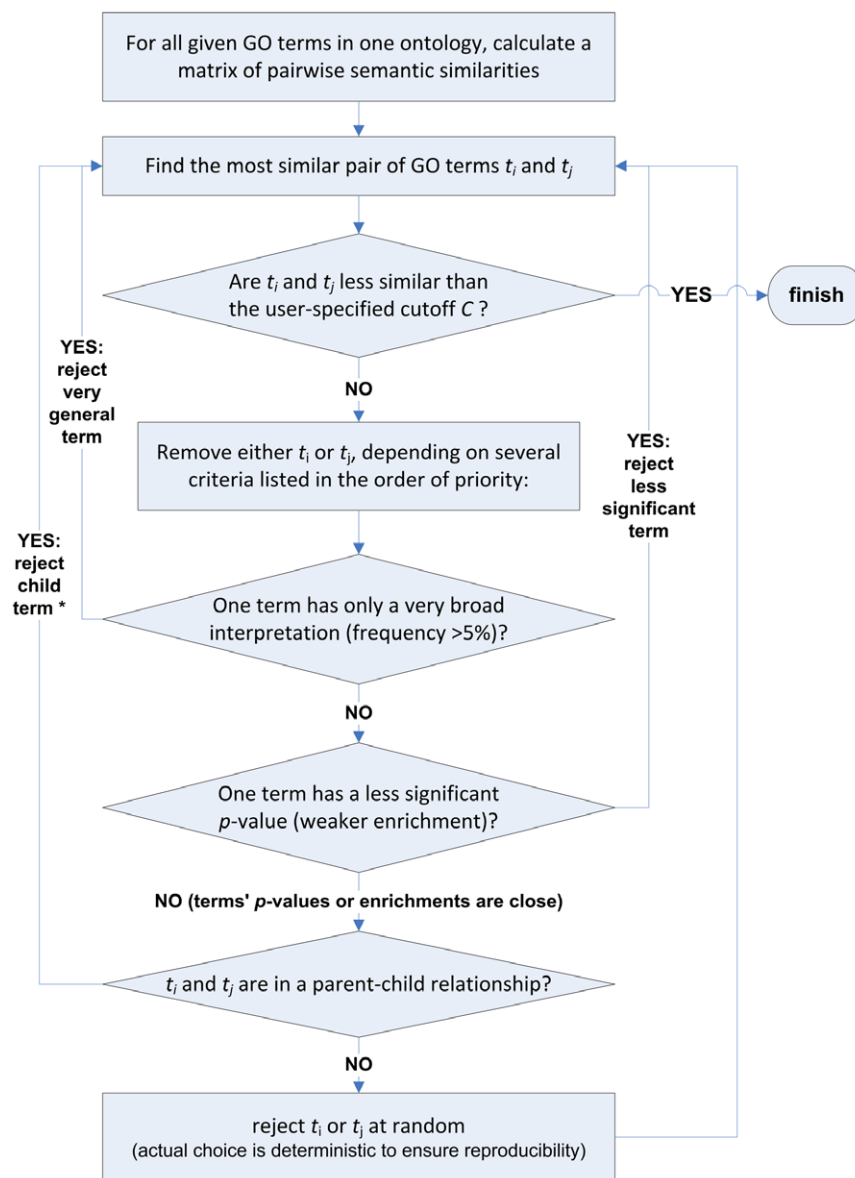 For all given GO terms in one ontology, calculate a
matrix of pairwise semantic similarities
Find the most similar pair of GO terms ti and tj
Are ti and tj less similar than
the user-specified cutoff C ?
YES
finish
YES:
reject
very
general
term
NO
Remove either ti or tj, depending on several
criteria listed in the order of priority:
YES:
reject
less
significant
term
YES:
reject
child
term *
One term has only a very broad
interpretation (frequency >5%)?
NO
One term has a less significant
p-value (weaker enrichment)?
NO (terms' p-values or enrichments are close)
ti and tj are in a parent-child relationship?
NO
reject ti or tj at random
(actual choice is deterministic to ensure reproducibility)